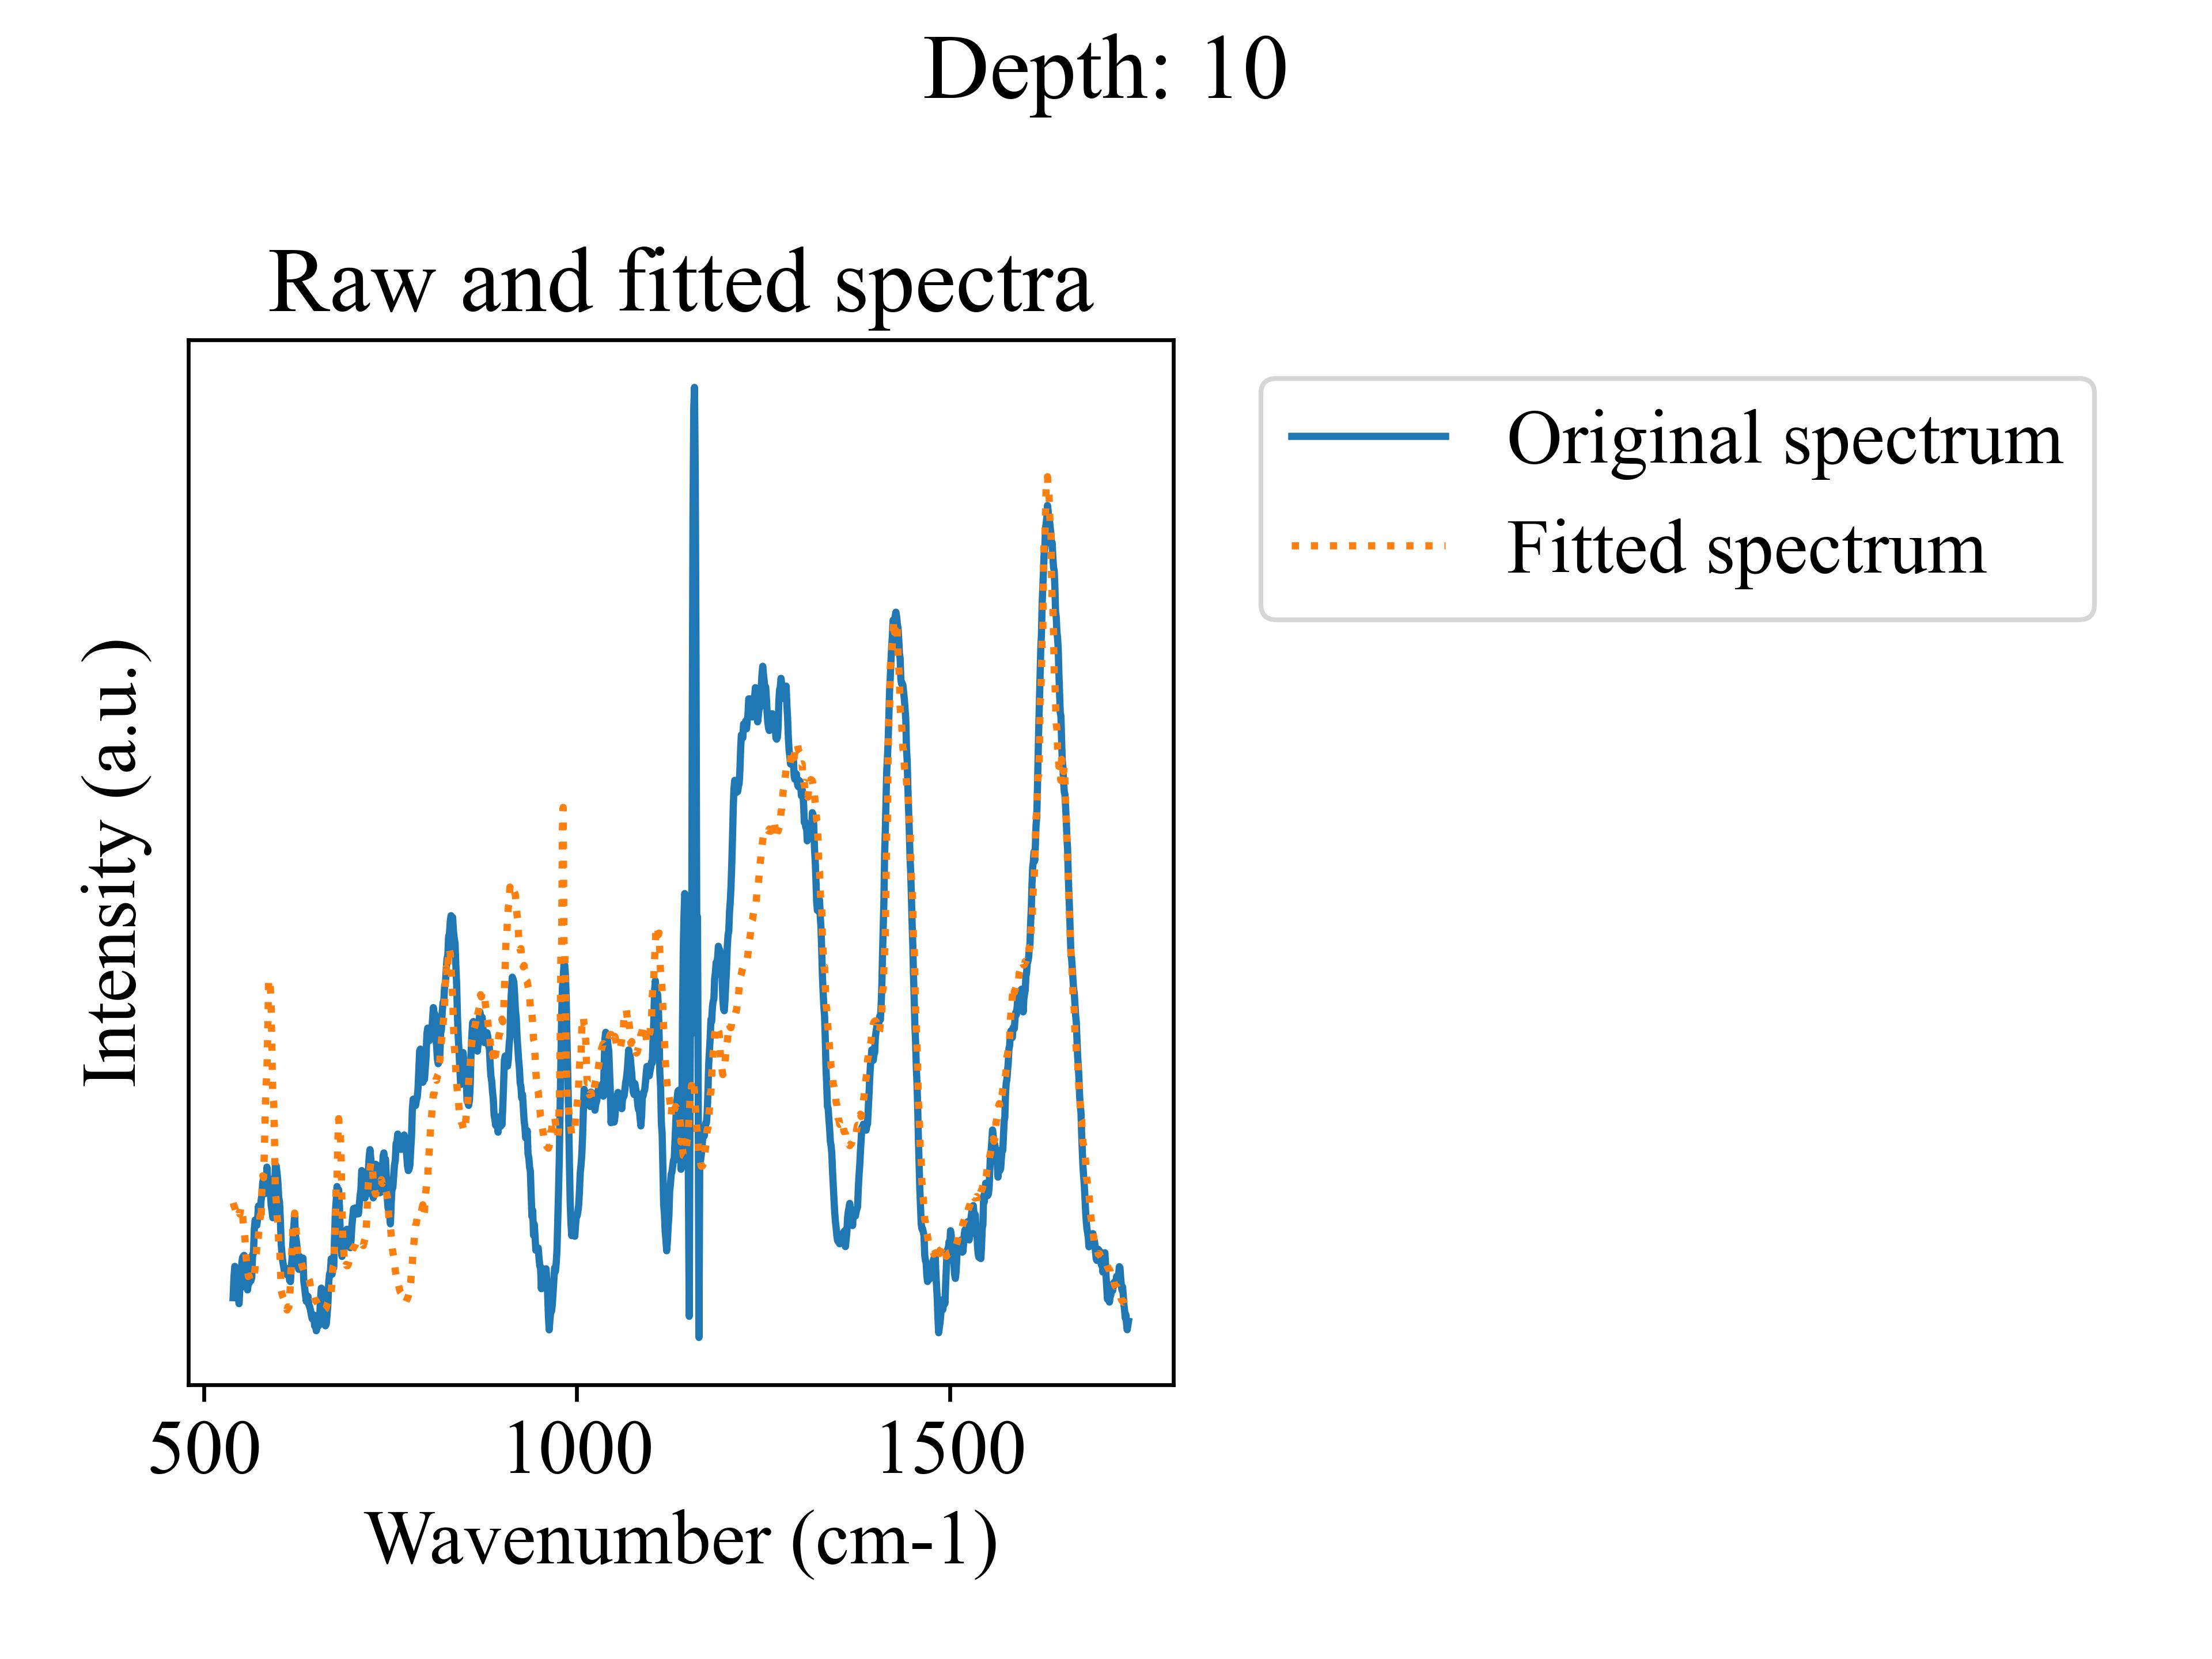 Depth: 10
Raw and fitted spectra
Original spectrum
Fitted spectrum
Intensity (a.u.)
500 1000 1500
Wavenumber (cm-1)